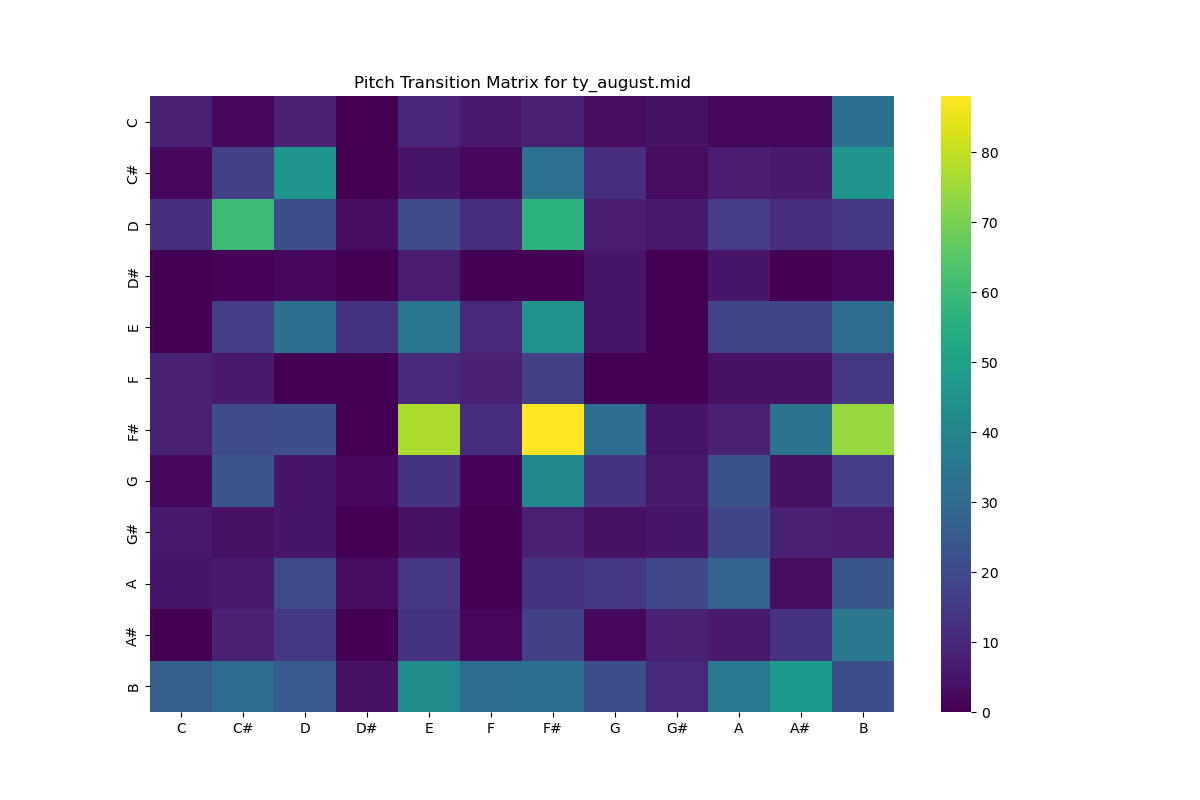 Pitch Transition Matrix for ty_august.mid
C
C#
D
D#
E
F
F#
G
G#
A
A#
B
C C# D D# E F F# G G# A A# B
80
70
60
50
40
30
20
10
0